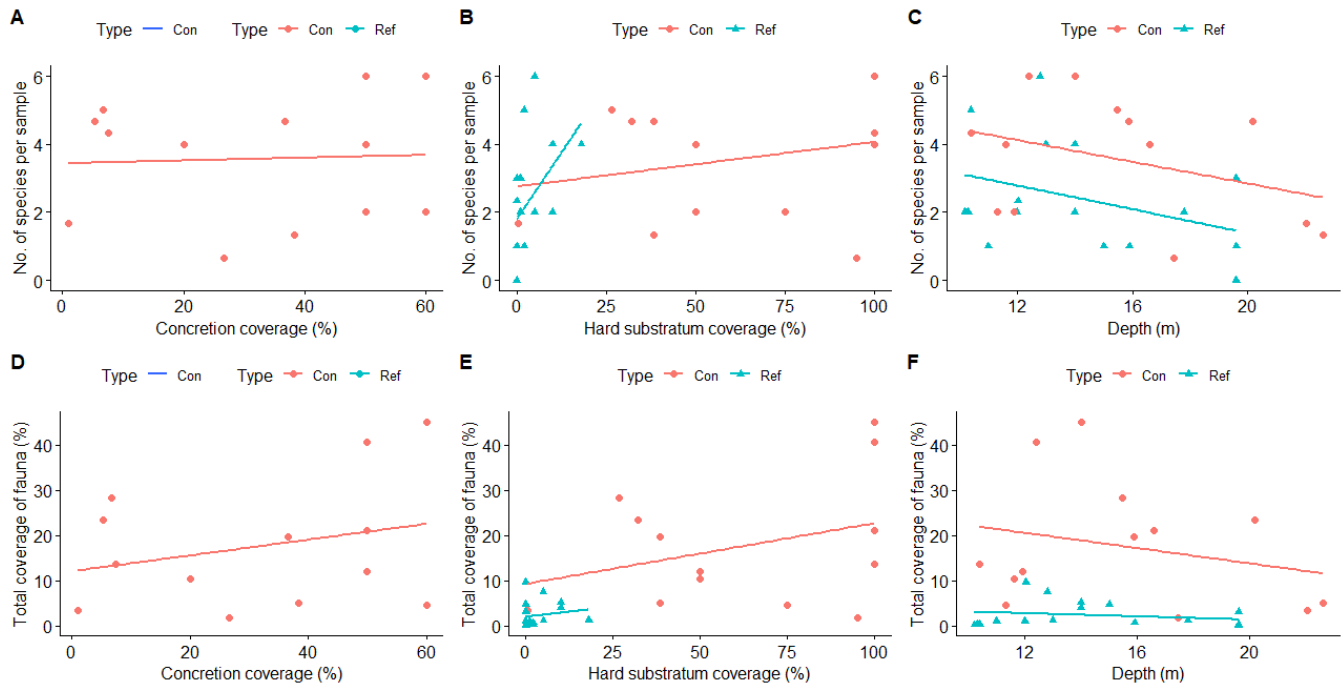 A
Type Con Type Con Ref
No. of species per sample
6
4
2
0
0 20 40 60
Concretion coverage (%)
B
Type Con Ref
No. of species per sample
6
4
2
0
0 25 50 75 100
Hard substratum coverage (%)
C
Type Con Ref
No. of species per sample
6
4
2
0
12 16 20
Depth (m)
D
Type Con Type Con Ref
Total coverage of fauna (%)
40
30
20
10
0
0 20 40 60
Concretion coverage (%)
E
Type Con Ref
Total coverage of fauna (%)
40
30
20
10
0
0 25 50 75 100
Hard substratum coverage (%)
F
Type Con Ref
Total coverage of fauna (%)
40
30
20
10
0
12 16 20
Depth (m)